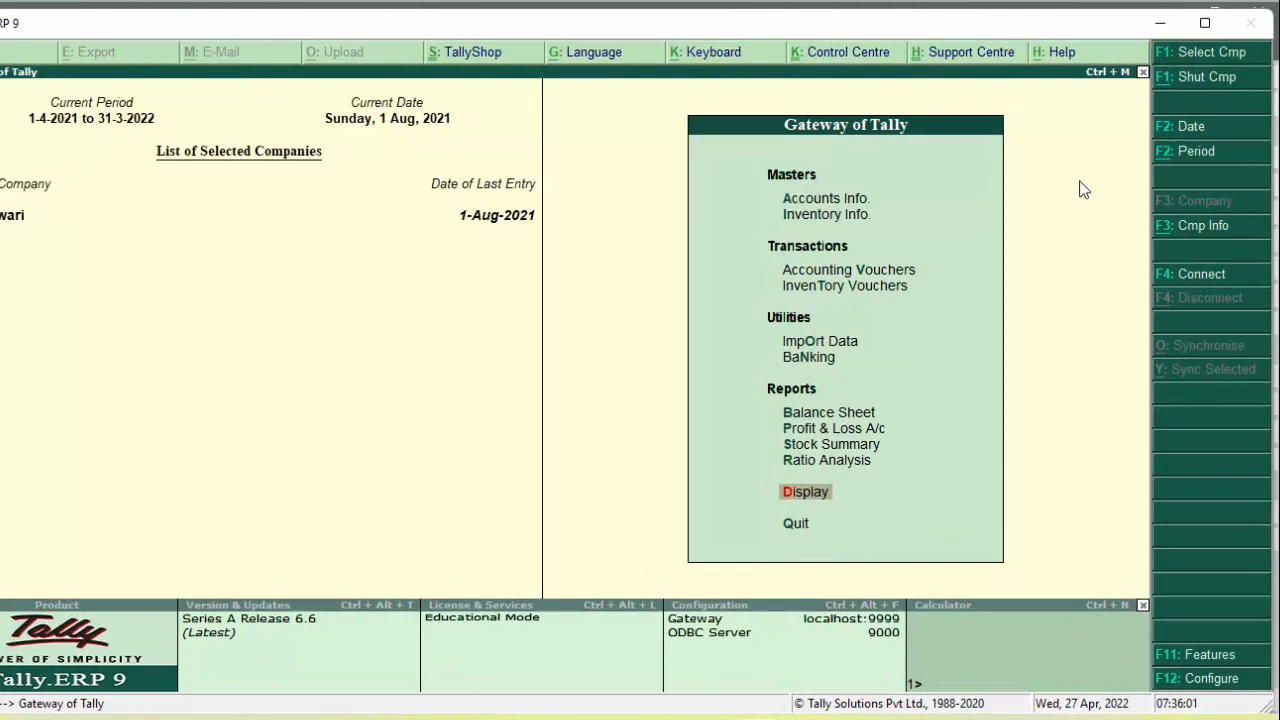 RP 9
E: Export
M: E-Mail
O: Upload
S: TallyShop
G: Language
K: Keyboard
K: Control Centre
H: Support Centre
H: Help
of Tally
Ctrl + M
Current Period
1-4-2021 to 31-3-2022
Current Date
Sunday, 1 Aug, 2021
List of Selected Companies
Company
Date of Last Entry
wari
1-Aug-2021
Gateway of Tally
Masters
Accounts Info.
Inventory Info.
Transactions
Accounting Vouchers
InvenTory Vouchers
Utilities
ImpOrt Data
BaNking
Reports
Balance Sheet
Profit & Loss A/c
Stock Summary
Ratio Analysis
Display
Quit
F1: Select Cmp
F1: Shut Cmp
F2: Date
F2: Period
F3: Company
F3: Cmp Info
F4: Connect
F4: Disconnect
O: Synchronise
Y: Sync Selected
F11: Features
F12: Configure
Product
Tally
WER OF SIMPLICITY
Tally.ERP 9
Version & Updates Ctrl + Alt + T
Series A Release 6.6
(Latest)
License & Services Ctrl + Alt + L
Educational Mode
Configuration Ctrl + Alt + F
Gateway localhost:9999
ODBC Server 9000
Calculator Ctrl + N
1>
--> Gateway of Tally
© Tally Solutions Pvt Ltd., 1988-2020
Wed, 27 Apr, 2022
07:36:01